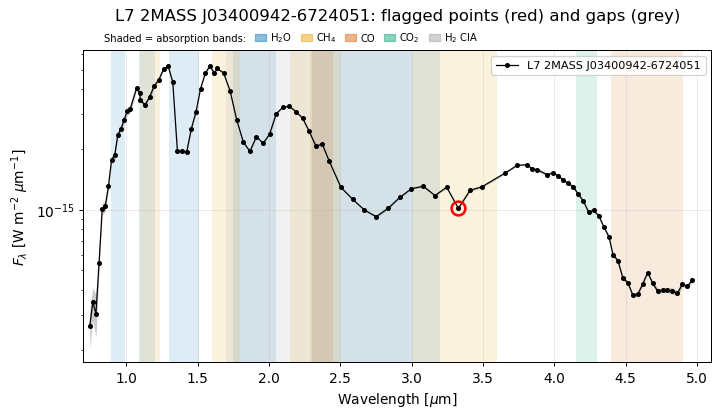 L7 2MASS J03400942-6724051: flagged points (red) and gaps (grey)
Shaded = absorption bands: H₂O CH₄ CO CO₂ H₂ CIA
L7 2MASS J03400942-6724051
F_λ [W m⁻² μm⁻¹]
10⁻¹⁵
1.0 1.5 2.0 2.5 3.0 3.5 4.0 4.5 5.0
Wavelength [μm]